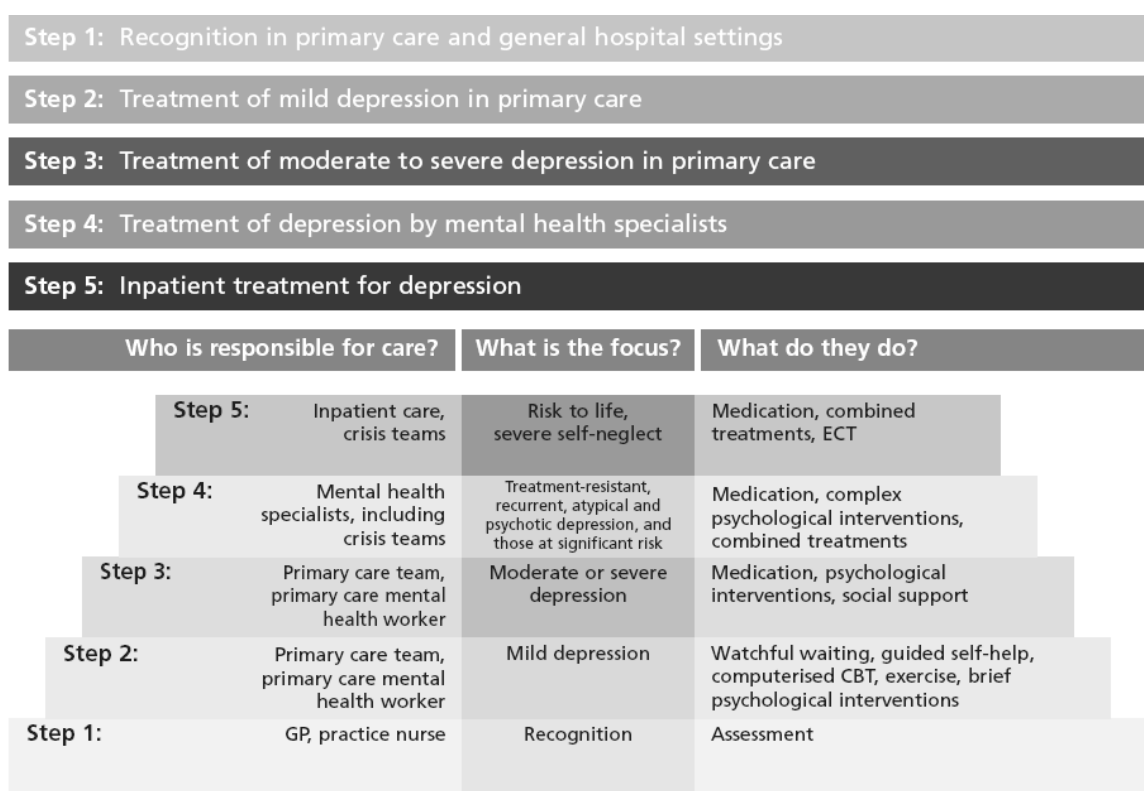 Step 1: Recognition in primary care and general hospital settings
Step 2: Treatment of mild depression in primary care
Step 3: Treatment of moderate to severe depression in primary care
Step 4: Treatment of depression by mental health specialists
Step 5: Inpatient treatment for depression
Who is responsible for care? What is the focus? What do they do?
Step 5:
Inpatient care,
crisis teams
Risk to life,
severe self-neglect
Medication, combined
treatments, ECT
Step 4:
Mental health
specialists, including
crisis teams
Treatment-resistant,
recurrent, atypical and
psychotic depression, and
those at significant risk
Medication, complex
psychological interventions,
combined treatments
Step 3:
Primary care team,
primary care mental
health worker
Moderate or severe
depression
Medication, psychological
interventions, social support
Step 2:
Primary care team,
primary care mental
health worker
Mild depression
Watchful waiting, guided self-help,
computerised CBT, exercise, brief
psychological interventions
Step 1:
GP, practice nurse
Recognition
Assessment